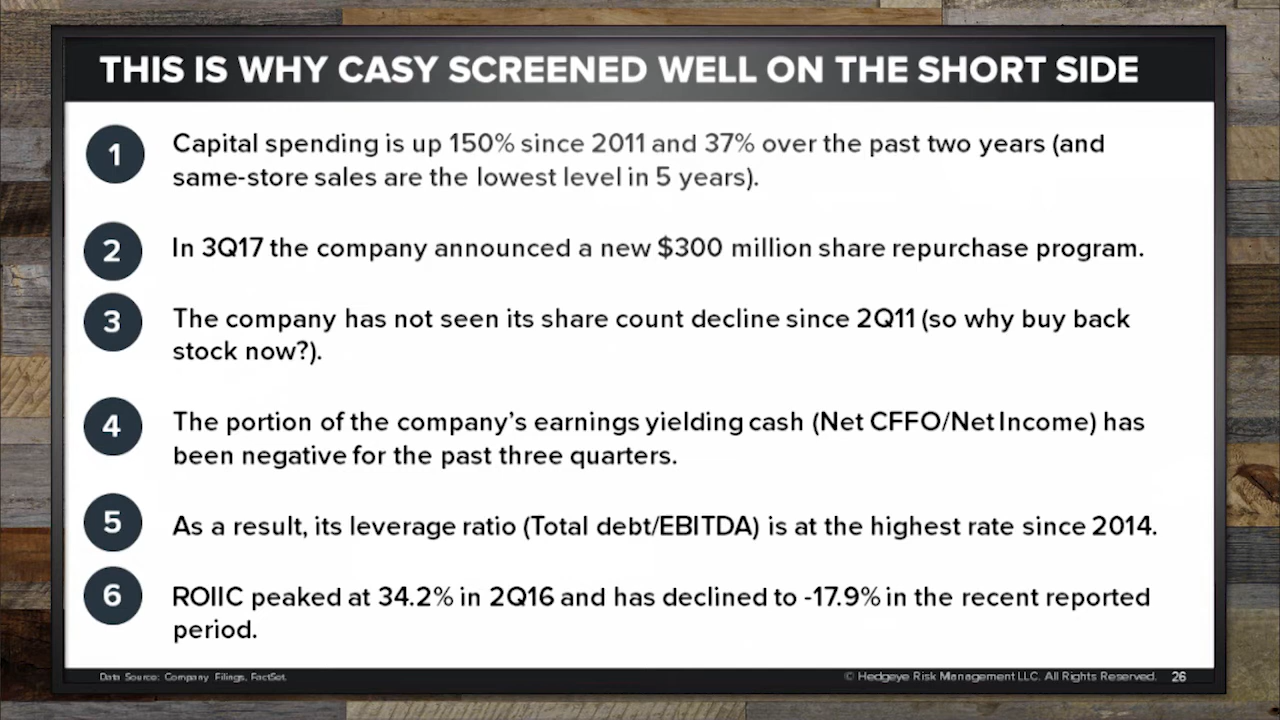 THIS IS WHY CASY SCREENED WELL ON THE SHORT SIDE
1
Capital spending is up 150% since 2011 and 37% over the past two years (and
same-store sales are the lowest level in 5 years).
2
In 3Q17 the company announced a new $300 million share repurchase program.
3
The company has not seen its share count decline since 2Q11 (so why buy back
stock now?).
4
The portion of the company’s earnings yielding cash (Net CFFO/Net Income) has
been negative for the past three quarters.
5
As a result, its leverage ratio (Total debt/EBITDA) is at the highest rate since 2014.
6
ROIIC peaked at 34.2% in 2Q16 and has declined to -17.9% in the recent reported
period.
Data Source: Company Filings, FactSet.
© Hedgeye Risk Management LLC. All Rights Reserved. 26